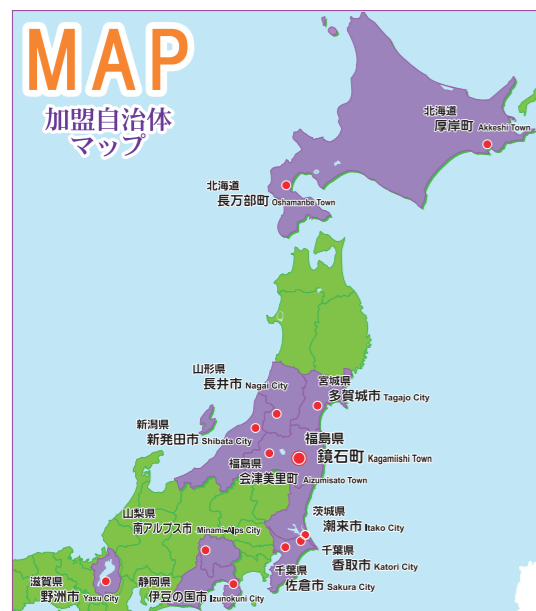 MAP
加盟自治体
マップ
北海道
厚岸町 Akkeshi Town
北海道
長万部町 Oshamanbe Town
山形県
長井市 Nagai City
宮城県
多賀城市 Tagajo City
新潟県
新発田市 Shibata City
福島県
鏡石町 Kagamiishi Town
福島県
会津美里町 Aizumisato Town
山梨県
南アルプス市 Minami-Alps City
茨城県
潮来市 Itako City
千葉県
香取市 Katori City
千葉県
佐倉市 Sakura City
滋賀県
野洲市 Yasu City
静岡県
伊豆の国市 Izunokuni City